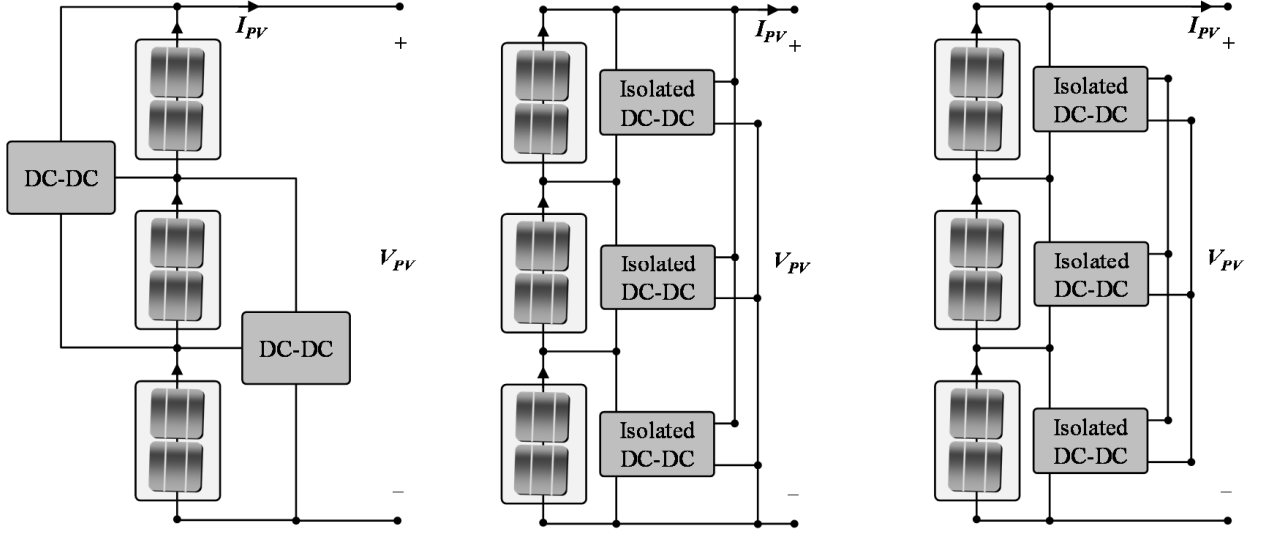 I_PV
+
DC-DC
V_PV
DC-DC
–
I_PV
+
Isolated
DC-DC
Isolated
DC-DC
V_PV
Isolated
DC-DC
–
I_PV
+
Isolated
DC-DC
Isolated
DC-DC
V_PV
Isolated
DC-DC
–